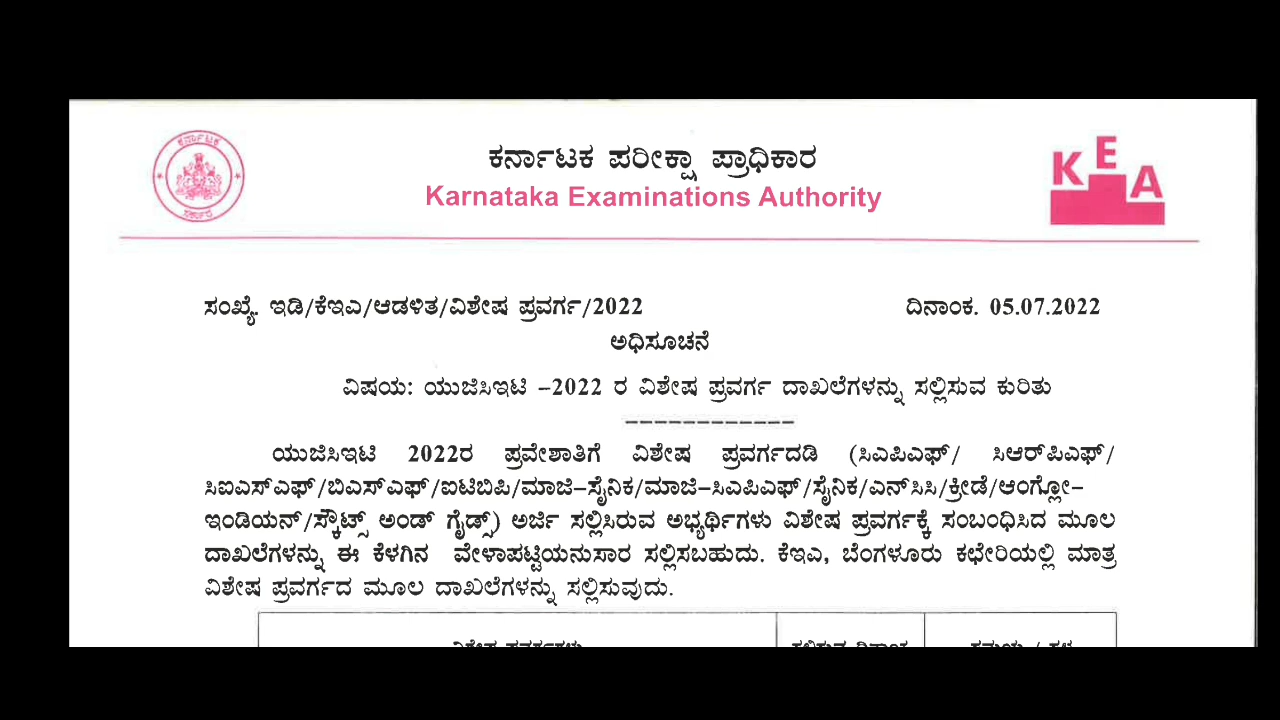 ಕರ್ನಾಟಕ
ಸರ್ಕಾರ
ಕರ್ನಾಟಕ ಪರೀಕ್ಷಾ ಪ್ರಾಧಿಕಾರ
Karnataka Examinations Authority
KEA
ಸಂಖ್ಯೆ. ಇಡಿ/ಕೆಇಎ/ಆಡಳಿತ/ವಿಶೇಷ ಪ್ರವರ್ಗ/2022 ದಿನಾಂಕ. 05.07.2022
ಅಧಿಸೂಚನೆ
ವಿಷಯ: ಯುಜಿಸಿಇಟಿ –2022 ರ ವಿಶೇಷ ಪ್ರವರ್ಗ ದಾಖಲೆಗಳನ್ನು ಸಲ್ಲಿಸುವ ಕುರಿತು
-------------
ಯುಜಿಸಿಇಟಿ 2022ರ ಪ್ರವೇಶಾತಿಗೆ ವಿಶೇಷ ಪ್ರವರ್ಗದಡಿ (ಸಿಎಪಿಎಫ್/ ಸಿಆರ್‌ಪಿಎಫ್/
ಸಿಐಎಸ್‌ಎಫ್/ಬಿಎಸ್‌ಎಫ್/ಐಟಿಬಿಪಿ/ಮಾಜಿ–ಸೈನಿಕ/ಮಾಜಿ–ಸಿಎಪಿಎಫ್/ಸೈನಿಕ/ಎನ್‌ಸಿಸಿ/ಕ್ರೀಡೆ/ಆಂಗ್ಲೋ–
ಇಂಡಿಯನ್/ಸ್ಕೌಟ್ಸ್ ಅಂಡ್ ಗೈಡ್ಸ್) ಅರ್ಜಿ ಸಲ್ಲಿಸಿರುವ ಅಭ್ಯರ್ಥಿಗಳು ವಿಶೇಷ ಪ್ರವರ್ಗಕ್ಕೆ ಸಂಬಂಧಿಸಿದ ಮೂಲ
ದಾಖಲೆಗಳನ್ನು ಈ ಕೆಳಗಿನ ವೇಳಾಪಟ್ಟಿಯನುಸಾರ ಸಲ್ಲಿಸಬಹುದು. ಕೆಇಎ, ಬೆಂಗಳೂರು ಕಛೇರಿಯಲ್ಲಿ ಮಾತ್ರ
ವಿಶೇಷ ಪ್ರವರ್ಗದ ಮೂಲ ದಾಖಲೆಗಳನ್ನು ಸಲ್ಲಿಸುವುದು.